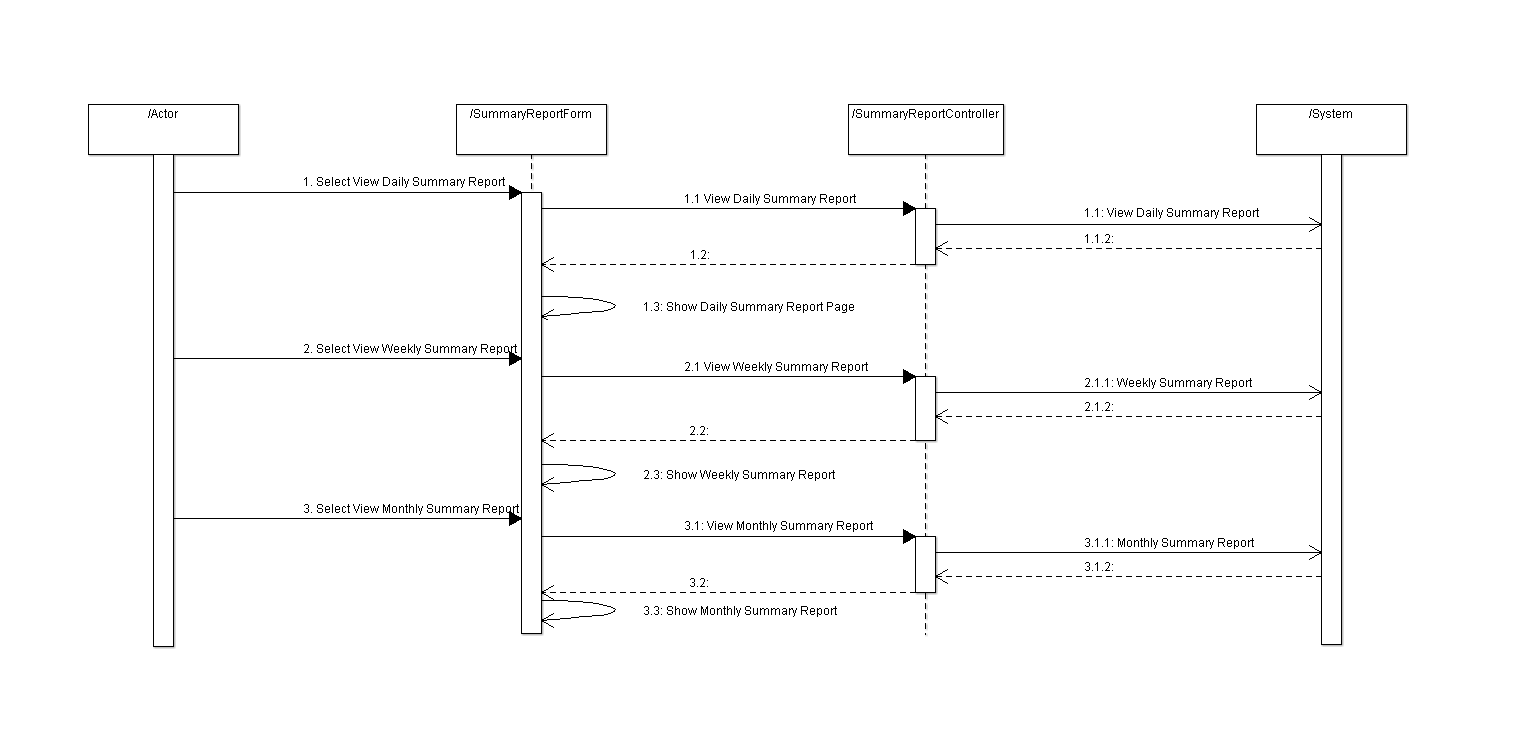 /Actor
/SummaryReportForm
/SummaryReportController
/System
1. Select View Daily Summary Report
1.1 View Daily Summary Report
1.1: View Daily Summary Report
1.1.2:
1.2:
1.3: Show Daily Summary Report Page
2. Select View Weekly Summary Report
2.1 View Weekly Summary Report
2.1.1: Weekly Summary Report
2.1.2:
2.2:
2.3: Show Weekly Summary Report
3. Select View Monthly Summary Report
3.1: View Monthly Summary Report
3.1.1: Monthly Summary Report
3.1.2:
3.2:
3.3: Show Monthly Summary Report